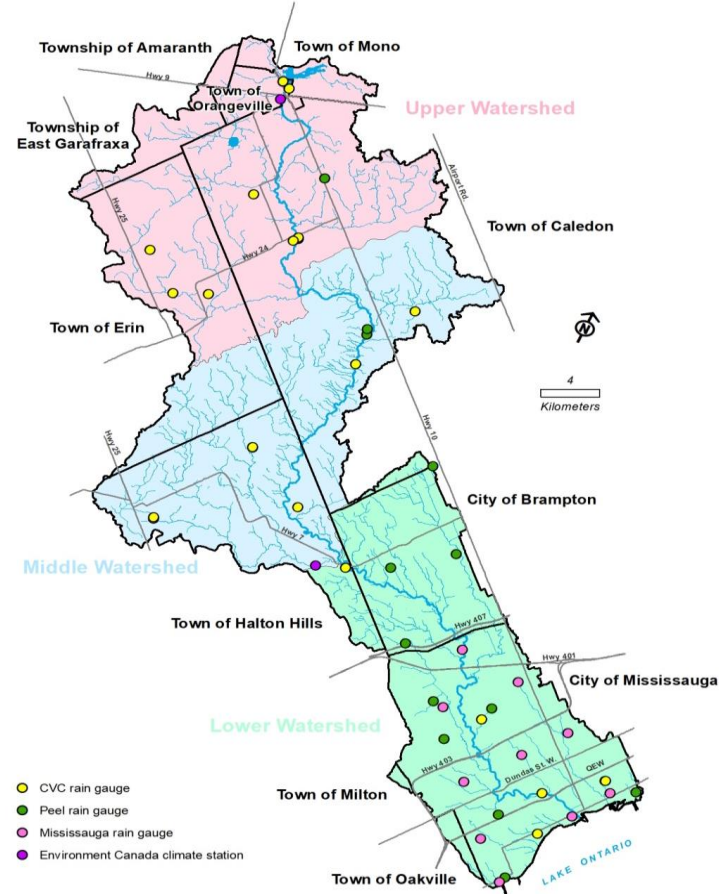 Township of Amaranth
Town of Mono
Hwy 9
Town of
Orangeville
Upper Watershed
Township of
East Garafraxa
Airport Rd.
Hwy 25
Town of Caledon
Hwy 24
Town of Erin
N
4
Kilometers
Hwy 10
Hwy 25
City of Brampton
Hwy 7
Middle Watershed
Town of Halton Hills
Hwy 407
Hwy 401
City of Mississauga
Lower Watershed
Hwy 403
Dundas St. W.
QEW
CVC rain gauge
Town of Milton
Peel rain gauge
Mississauga rain gauge
Environment Canada climate station
LAKE ONTARIO
Town of Oakville